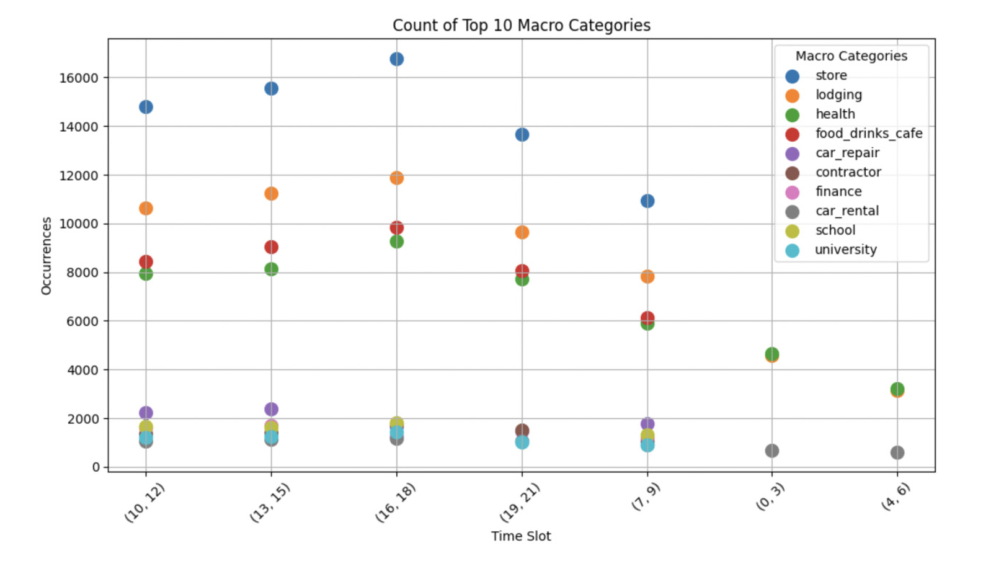 Count of Top 10 Macro Categories
Macro Categories
store
lodging
health
food_drinks_cafe
car_repair
contractor
finance
car_rental
school
university
Occurrences
16000
14000
12000
10000
8000
6000
4000
2000
0
(10, 12)
(13, 15)
(16, 18)
(19, 21)
(7, 9)
(0, 3)
(4, 6)
Time Slot